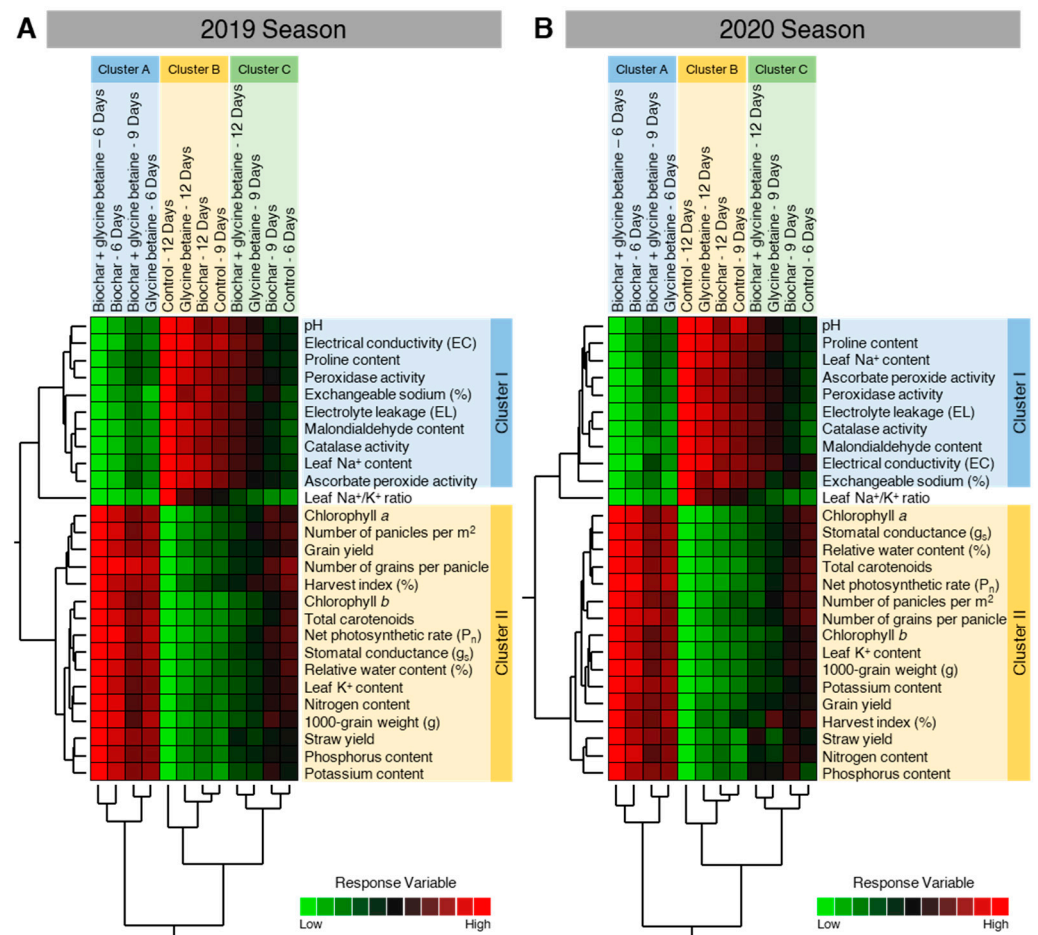 A
2019 Season
Cluster A
Cluster B
Cluster C
Biochar + glycine betaine – 6 Days
Biochar - 6 Days
Biochar + glycine betaine - 9 Days
Glycine betaine - 6 Days
Control - 12 Days
Glycine betaine - 12 Days
Biochar - 12 Days
Control - 9 Days
Biochar + glycine betaine - 12 Days
Glycine betaine - 9 Days
Biochar - 9 Days
Control - 6 Days
pH
Electrical conductivity (EC)
Proline content
Peroxidase activity
Exchangeable sodium (%)
Electrolyte leakage (EL)
Malondialdehyde content
Catalase activity
Leaf Na⁺ content
Ascorbate peroxide activity
Leaf Na⁺/K⁺ ratio
Chlorophyll a
Number of panicles per m²
Grain yield
Number of grains per panicle
Harvest index (%)
Chlorophyll b
Total carotenoids
Net photosynthetic rate (Pₙ)
Stomatal conductance (gₛ)
Relative water content (%)
Leaf K⁺ content
Nitrogen content
1000-grain weight (g)
Straw yield
Phosphorus content
Potassium content
Cluster I
Cluster II
Response Variable
Low
High
B
2020 Season
Cluster A
Cluster B
Cluster C
Biochar + glycine betaine – 6 Days
Biochar - 6 Days
Biochar + glycine betaine - 9 Days
Glycine betaine - 6 Days
Control - 12 Days
Glycine betaine - 12 Days
Biochar - 12 Days
Control - 9 Days
Biochar + glycine betaine - 12 Days
Glycine betaine - 9 Days
Biochar - 9 Days
Control - 6 Days
pH
Proline content
Leaf Na⁺ content
Ascorbate peroxide activity
Peroxidase activity
Electrolyte leakage (EL)
Catalase activity
Malondialdehyde content
Electrical conductivity (EC)
Exchangeable sodium (%)
Leaf Na⁺/K⁺ ratio
Chlorophyll a
Stomatal conductance (gₛ)
Relative water content (%)
Total carotenoids
Net photosynthetic rate (Pₙ)
Number of panicles per m²
Number of grains per panicle
Chlorophyll b
Leaf K⁺ content
1000-grain weight (g)
Potassium content
Grain yield
Harvest index (%)
Straw yield
Nitrogen content
Phosphorus content
Cluster I
Cluster II
Response Variable
Low
High